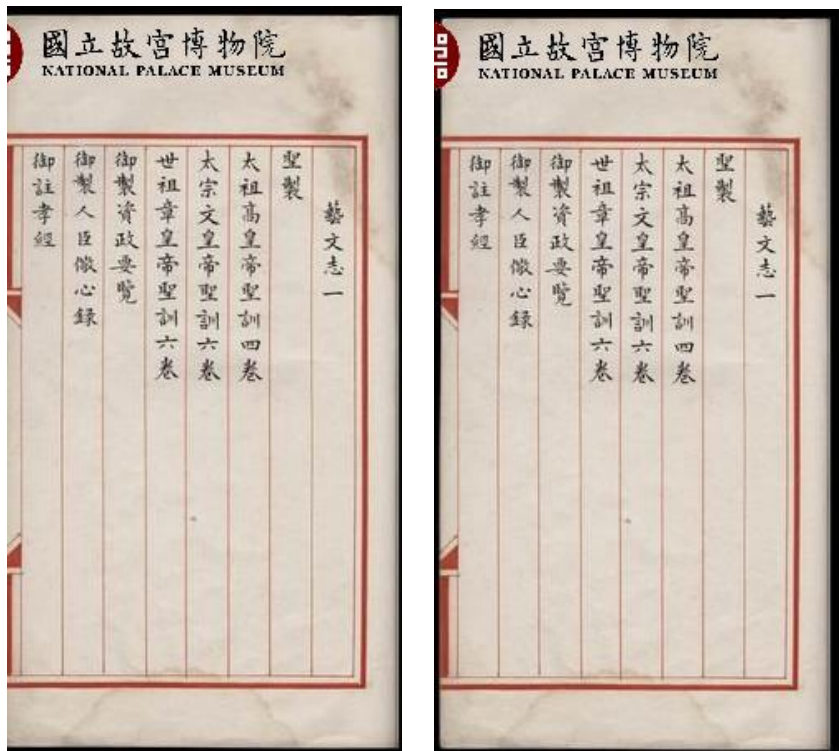 國立故宮博物院
NATIONAL PALACE MUSEUM
藝文志一
聖製
太祖高皇帝聖訓四卷
太宗文皇帝聖訓六卷
世祖章皇帝聖訓六卷
御製資政要覽
御製人臣儆心錄
御註孝經
國立故宮博物院
NATIONAL PALACE MUSEUM
藝文志一
聖製
太祖高皇帝聖訓四卷
太宗文皇帝聖訓六卷
世祖章皇帝聖訓六卷
御製資政要覽
御製人臣儆心錄
御註孝經